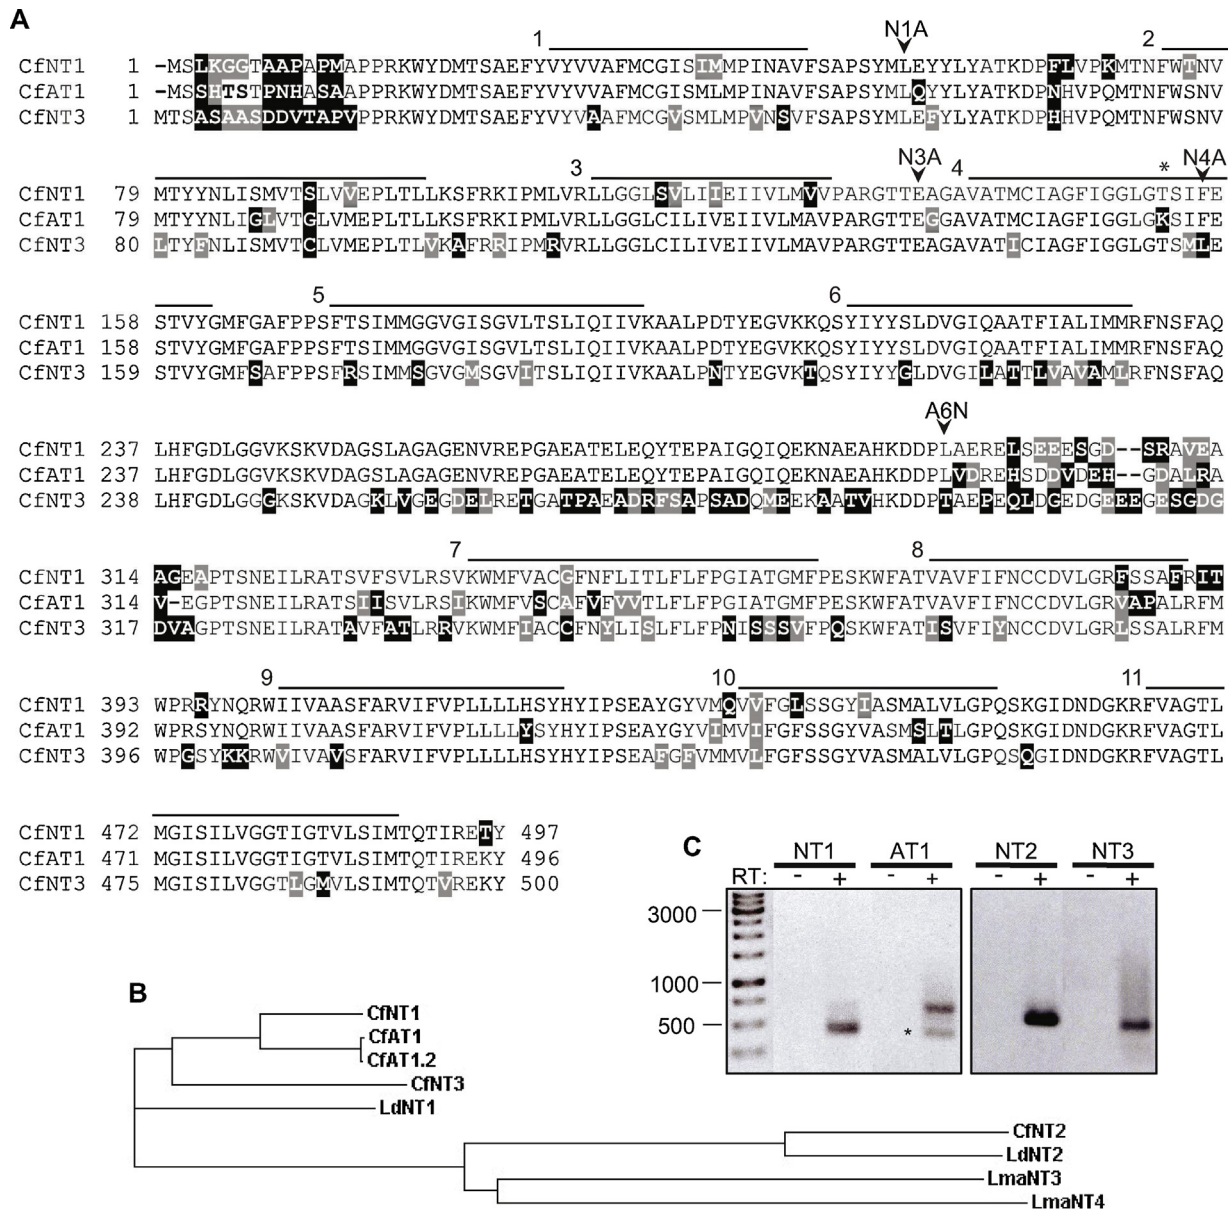 A
1 N1A 2
CfNT1 1 -MSLKGGTAAPAPMAPPRKWYDMTSAEFYVYVVAFMCGISIMMPINAVFSAPSYMLEYYLYATKDPFLVPKMTNFWTNV
CfAT1 1 -MSSHTSTPNHASAAPPRKWYDMTSAEFYVYVVAFMCGISMLMPINAVFSAPSYMLQYYLYATKDPNHVPQMTNFWSNV
CfNT3 1 MTSASAASDDVTAPVPPRKWYDMTSAEFYVYVAAFMCGVSMLMPVNSVFSAPSYMLEFYLYATKDPHHVPQMTNFWSNV
3 N3A 4 * N4A
CfNT1 79 MTYYNLISMVTSLVVEPLTLLKSFRKIPMLVRLLGGLSVLIIEIIVLMVVPARGTTEAGAVATMCIAGFIGGLGTSIFE
CfAT1 79 MTYYNLIGLVTGLVMEPLTLLKSFRKIPMLVRLLGGLCILIVEIIVLMAVPARGTTEGGAVATMCIAGFIGGLGKSIFE
CfNT3 80 LTYFNLISMVTCLVMEPLTLVKAFRRIPMRVRLLGGLCILIVEIIVLMAVPARGTTEAGAVATICIAGFIGGLGTSMLE
5 6
CfNT1 158 STVYGMFGAFPPSFTSIMMGGVGISGVLTSLIQIIVKAALPDTYEGVKKQSYIYYSLDVGIQAATFIALIMMRFNSFAQ
CfAT1 158 STVYGMFGAFPPSFTSIMMGGVGISGVLTSLIQIIVKAALPDTYEGVKKQSYIYYSLDVGIQAATFIALIMMRFNSFAQ
CfNT3 159 STVYGMFSAFPPSFRSIMMSGVGMSGVITSLIQIIVKAALPNTYEGVKTQSYIYYGLDVGILATTLVAVAMLRFNSFAQ
A6N
CfNT1 237 LHFGDLGGVKSKVDAGSLAGAGENVREPGAEATELEQYTEPAIGQIQEKNAEAHKDDPLAERELSEEESGD--SRAVEA
CfAT1 237 LHFGDLGGVKSKVDAGSLAGAGENVREPGAEATELEQYTEPAIGQIQEKNAEAHKDDPLVDREHSDDVDEH--GDALRA
CfNT3 238 LHFGDLGGGKSKVDAGKLVGEGDELRETGATPAEADRFSAPSADQMEEKAATVHKDDPTAEPEQLDGEDGEEEGESGDG
7 8
CfNT1 314 AGEAPTSNEILRATSVFSVLRSVKWMFVACGFNFLITLFLFPGIATGMFPESKWFATVAVFIFNCCDVLGRFSSAFRIT
CfAT1 314 V-EGPTSNEILRATSIISVLRSIKWMFVSCAFVFVVTLFLFPGIATGMFPESKWFATVAVFIFNCCDVLGRVAPALRFM
CfNT3 317 DVAGPTSNEILRATAVFATLRRVKWMFIACCFNYLISLFLFPNISSSVFPQSKWFATISVFIYNCCDVLGRLSSALRFM
9 10 11
CfNT1 393 WPRRYNQRWIIVAASFARVIFVPLLLLHSYHYIPSEAYGYVMQVVFGLSSGYIASMALVLGPQSKGIDNDGKRFVAGTL
CfAT1 392 WPRSYNQRWIIVAASFARVIFVPLLLLYSYHYIPSEAYGYVIMVIFGFSSGYVASMSLTLGPQSKGIDNDGKRFVAGTL
CfNT3 396 WPGSYKKRWVIVAVSFARVIFVPLLLLHSYHYIPSEAFGFVMMVLFGFSSGYVASMALVLGPQSQGIDNDGKRFVAGTL
CfNT1 472 MGISILVGGTIGTVLSIMTQTIRETY 497
CfAT1 471 MGISILVGGTIGTVLSIMTQTIREKY 496
CfNT3 475 MGISILVGGTLGMVLSIMTQTVREKY 500
C
NT1 AT1 NT2 NT3
RT: - + - + - + - +
3000
1000
500
*
B
CfNT1
CfAT1
CfAT1.2
CfNT3
LdNT1
CfNT2
LdNT2
LmaNT3
LmaNT4